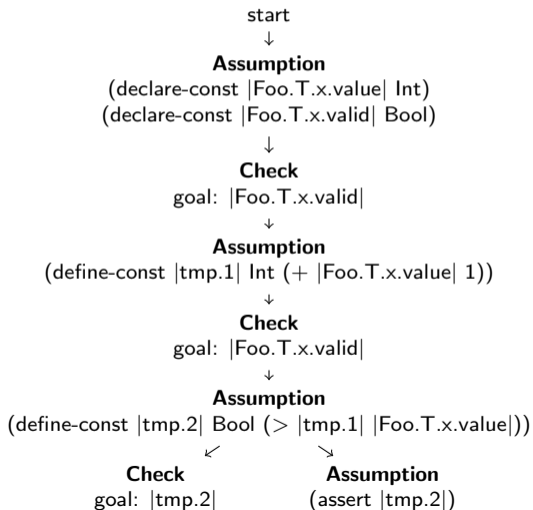 start
Assumption
(declare-const |Foo.T.x.value| Int)
(declare-const |Foo.T.x.valid| Bool)
Check
goal: |Foo.T.x.valid|
Assumption
(define-const |tmp.1| Int (+ |Foo.T.x.value| 1))
Check
goal: |Foo.T.x.valid|
Assumption
(define-const |tmp.2| Bool (> |tmp.1| |Foo.T.x.value|))
Check
goal: |tmp.2|
Assumption
(assert |tmp.2|)